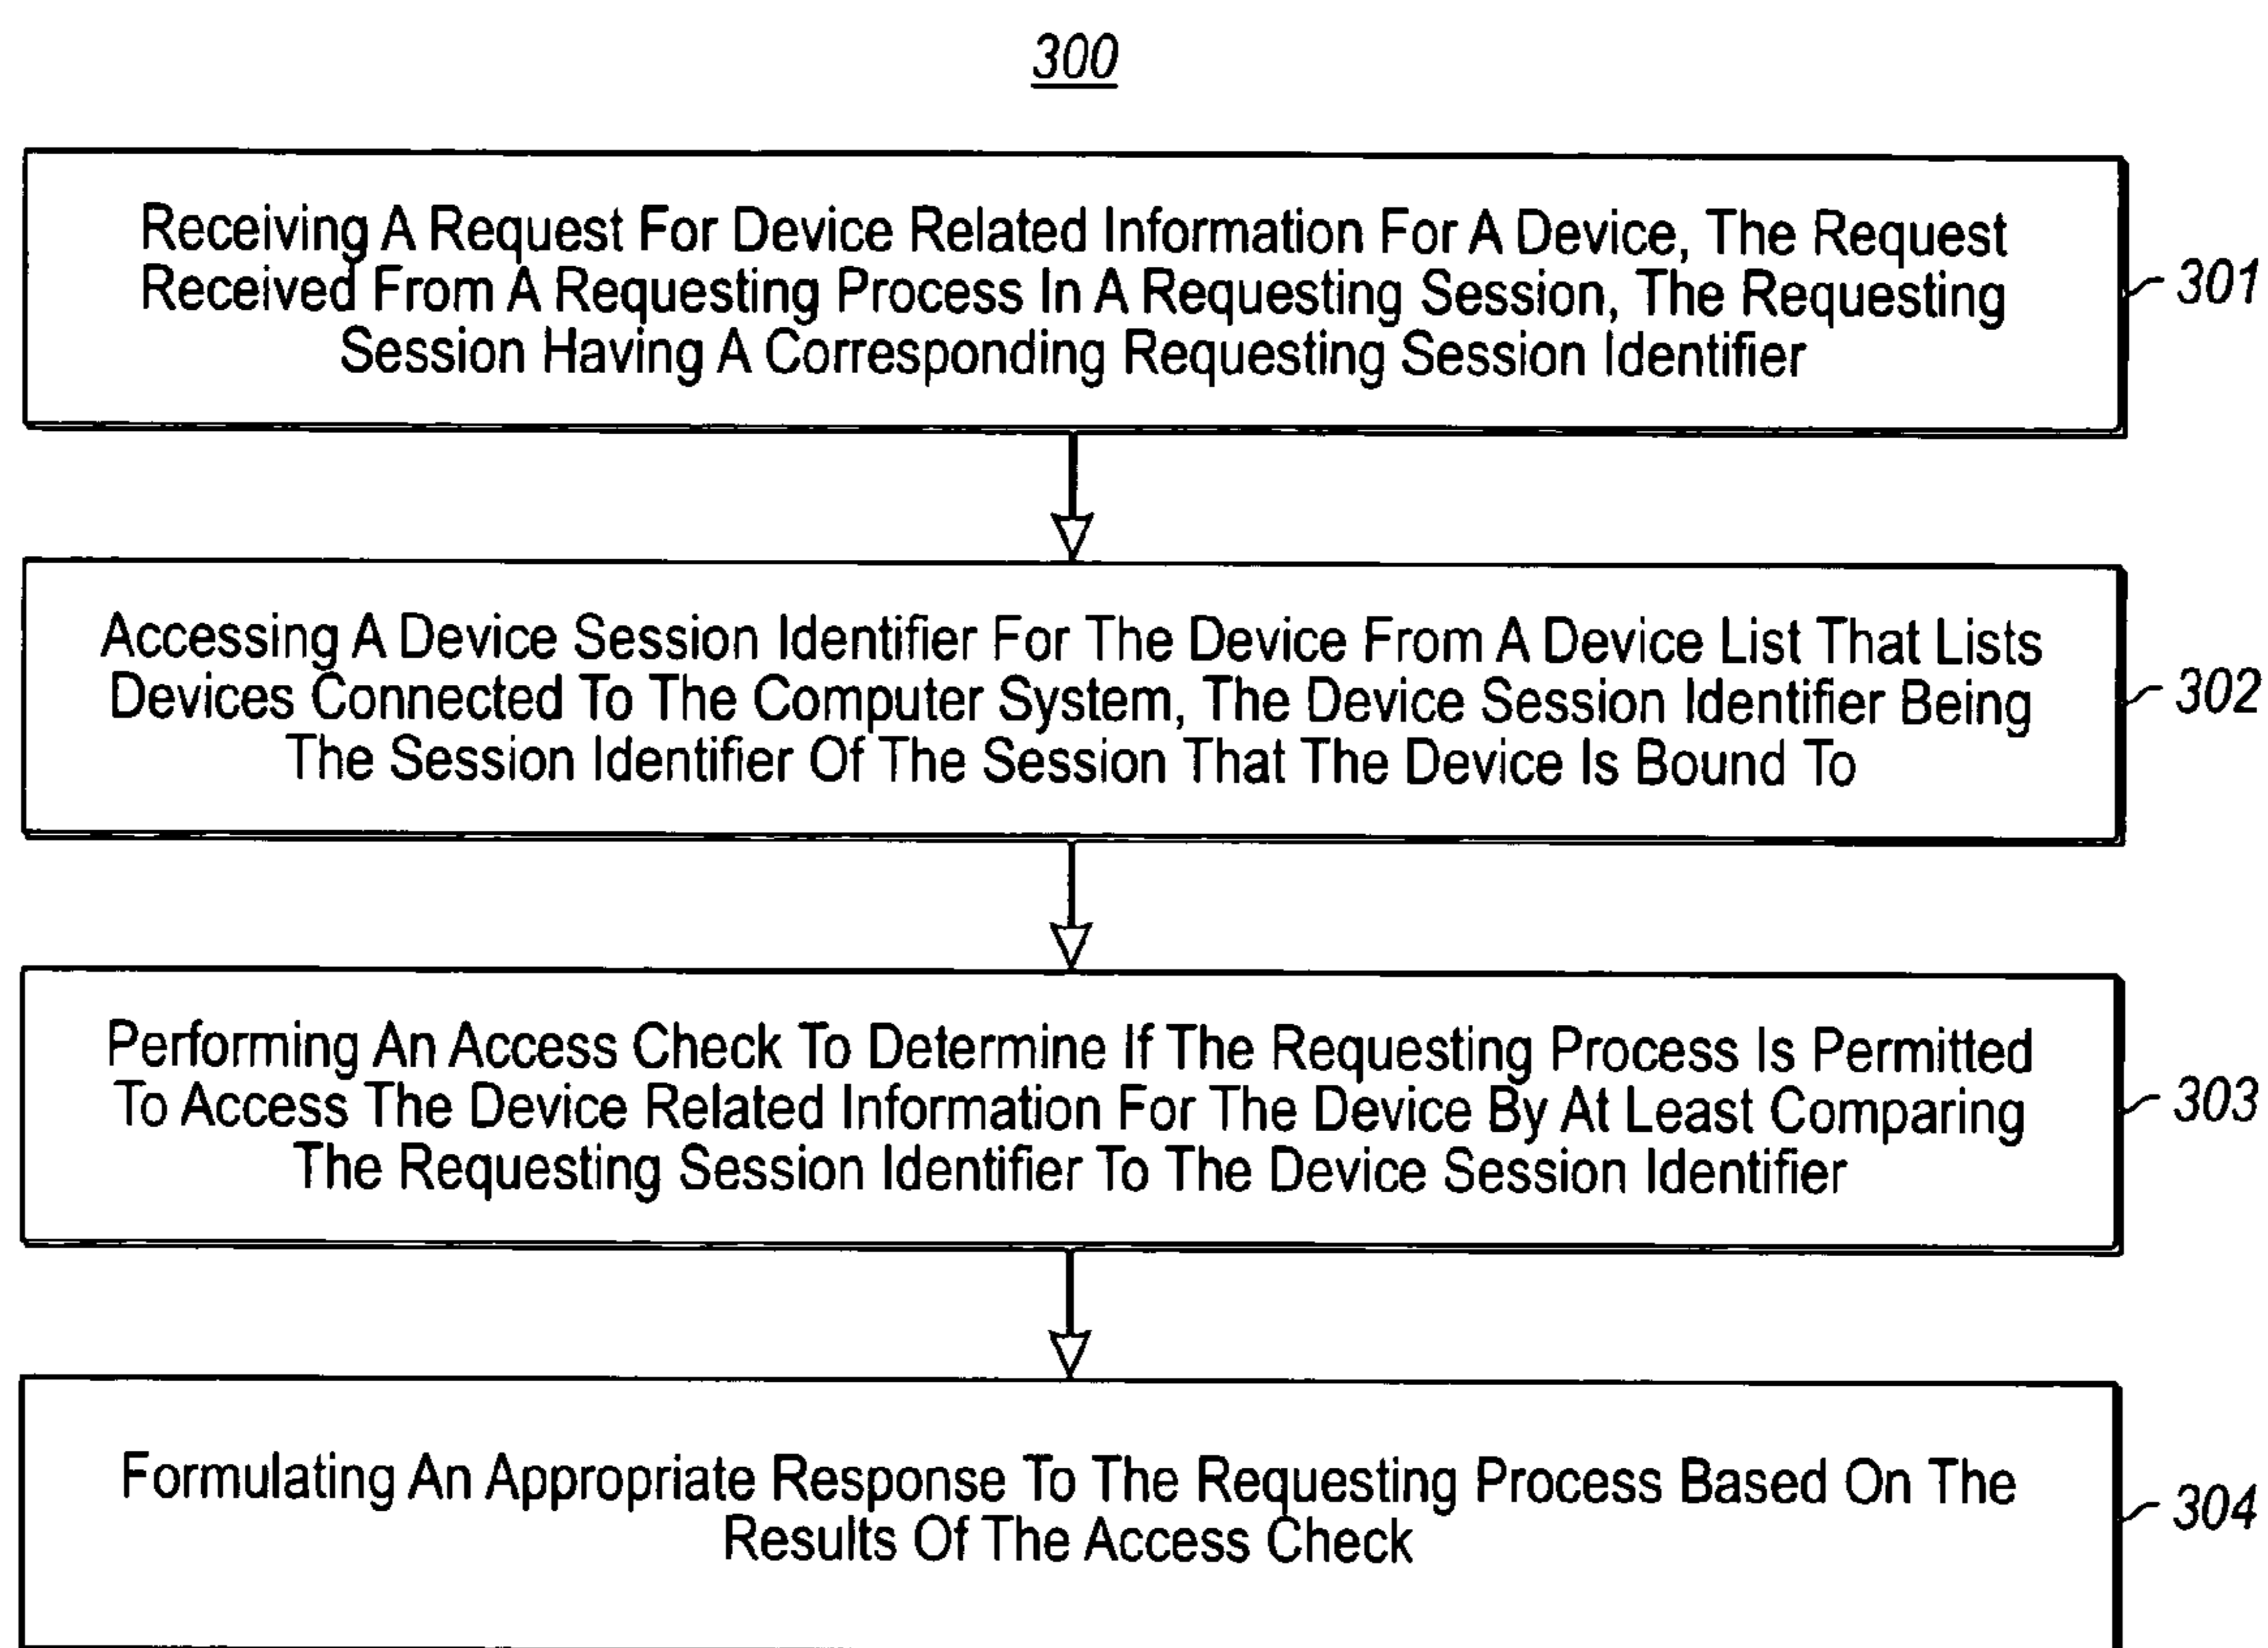 300
Receiving A Request For Device Related Information For A Device, The Request
Received From A Requesting Process In A Requesting Session, The Requesting
Session Having A Corresponding Requesting Session Identifier
301
Accessing A Device Session Identifier For The Device From A Device List That Lists
Devices Connected To The Computer System, The Device Session Identifier Being
The Session Identifier Of The Session That The Device Is Bound To
302
Performing An Access Check To Determine If The Requesting Process Is Permitted
To Access The Device Related Information For The Device By At Least Comparing
The Requesting Session Identifier To The Device Session Identifier
303
Formulating An Appropriate Response To The Requesting Process Based On The
Results Of The Access Check
304